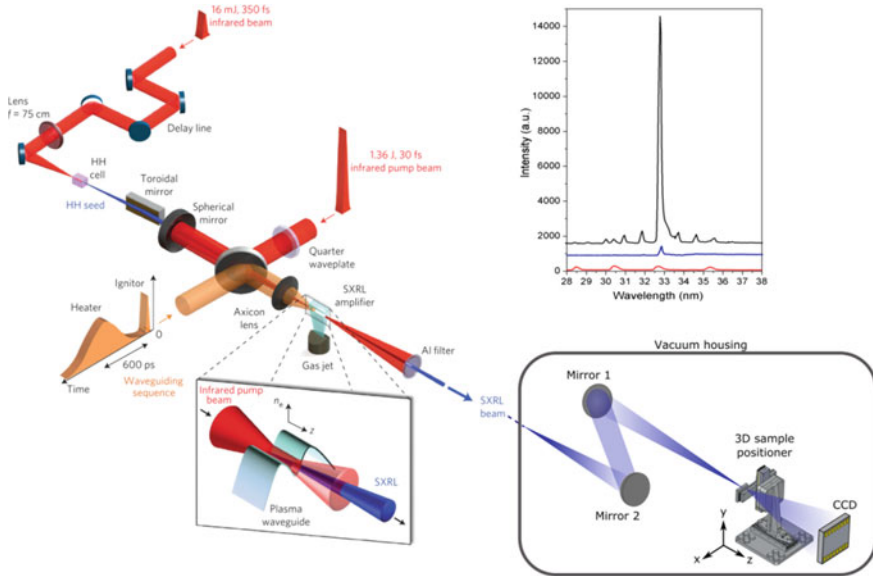 16 mJ, 350 fs
infrared beam
Lens
f = 75 cm
Delay line
HH
cell
HH seed
Toroidal
mirror
Spherical
mirror
1.36 J, 30 fs
infrared pump beam
Quarter
waveplate
Ignitor
Heater
0
600 ps
Time
Waveguiding
sequence
Axicon
lens
SXRL
amplifier
Gas jet
Al filter
SXRL
beam
Infrared pump
beam
nₑ
z
SXRL
Plasma
waveguide
14000
12000
10000
8000
6000
4000
2000
0
Intensity (a.u.)
28 29 30 31 32 33 34 35 36 37 38
Wavelength (nm)
Vacuum housing
Mirror 1
Mirror 2
3D sample
positioner
CCD
y
x
z